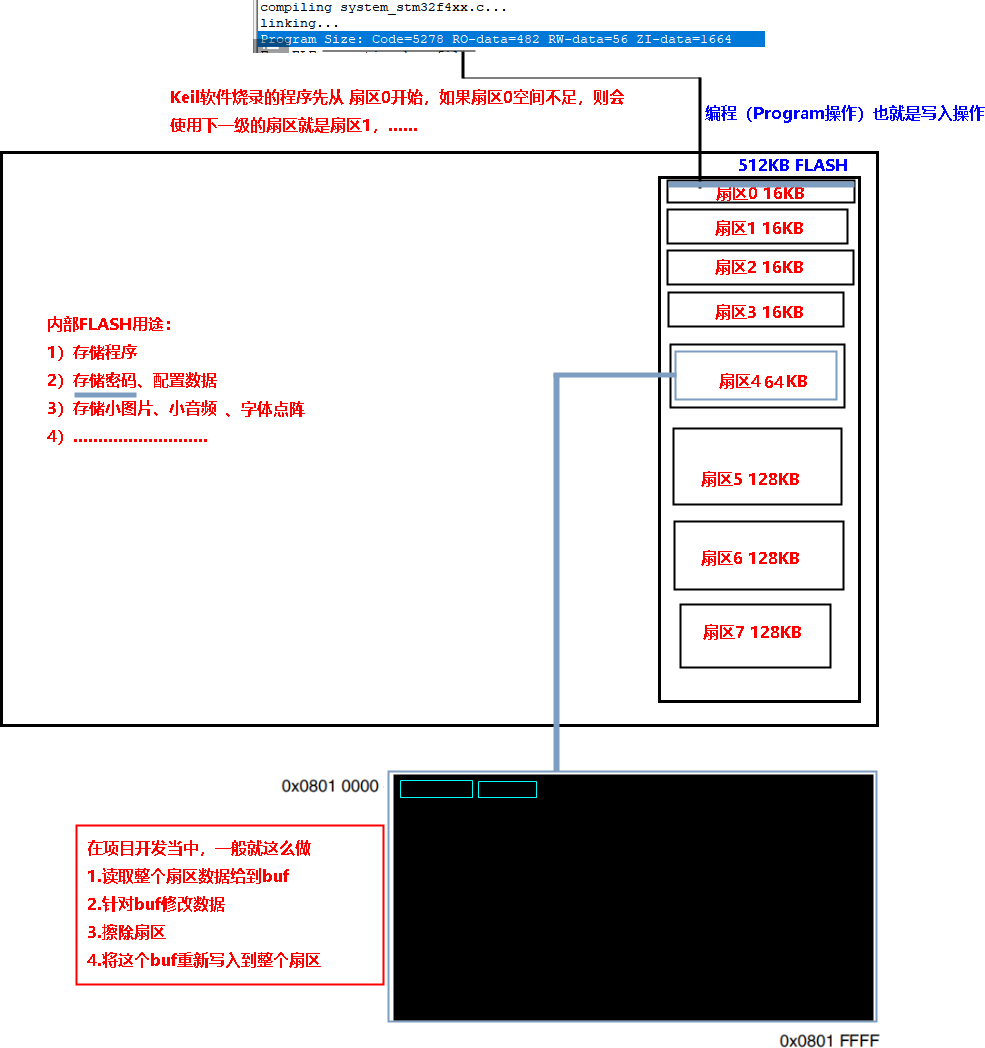 compiling system_stm32f4xx.c...
linking...
Program Size: Code=5278 RO-data=482 RW-data=56 ZI-data=1664
Keil软件烧录的程序先从 扇区0开始，如果扇区0空间不足，则会
使用下一级的扇区就是扇区1，......
编程（Program操作）也就是写入操作
512KB FLASH
扇区0 16KB
扇区1 16KB
扇区2 16KB
扇区3 16KB
扇区4 64KB
扇区5 128KB
扇区6 128KB
扇区7 128KB
内部FLASH用途：
1）存储程序
2）存储密码、配置数据
3）存储小图片、小音频 、字体点阵
4）...........................
0x0801 0000
在项目开发当中，一般就这么做
1.读取整个扇区数据给到buf
2.针对buf修改数据
3.擦除扇区
4.将这个buf重新写入到整个扇区
0x0801 FFFF